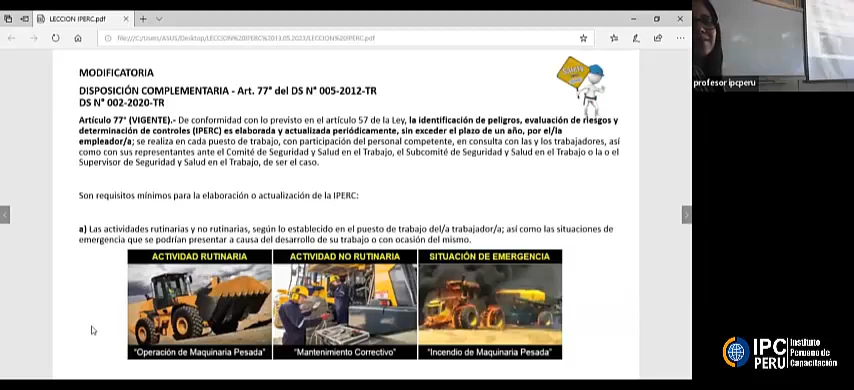 LECCION IPERC.pdf
file:///C:/Users/ASUS/Desktop/LECCION%20IPERC%2013.05.2023/LECCION%20IPERC.pdf
profesor ipcperu
MODIFICATORIA
DISPOSICIÓN COMPLEMENTARIA - Art. 77° del DS N° 005-2012-TR
DS N° 002-2020-TR
Safety
Artículo 77° (VIGENTE).- De conformidad con lo previsto en el artículo 57 de la Ley, la identificación de peligros, evaluación de riesgos y
determinación de controles (IPERC) es elaborada y actualizada periódicamente, sin exceder el plazo de un año, por el/la
empleador/a; se realiza en cada puesto de trabajo, con participación del personal competente, en consulta con las y los trabajadores, así
como con sus representantes ante el Comité de Seguridad y Salud en el Trabajo, el Subcomité de Seguridad y Salud en el Trabajo o la o el
Supervisor de Seguridad y Salud en el Trabajo, de ser el caso.
Son requisitos mínimos para la elaboración o actualización de la IPERC:
a) Las actividades rutinarias y no rutinarias, según lo establecido en el puesto de trabajo del/a trabajador/a; así como las situaciones de
emergencia que se podrían presentar a causa del desarrollo de su trabajo o con ocasión del mismo.
ACTIVIDAD RUTINARIA
ACTIVIDAD NO RUTINARIA
SITUACIÓN DE EMERGENCIA
"Operación de Maquinaria Pesada"
"Mantenimiento Correctivo"
"Incendio de Maquinaria Pesada"
IPC PERU
Instituto
Peruano de
Capacitación